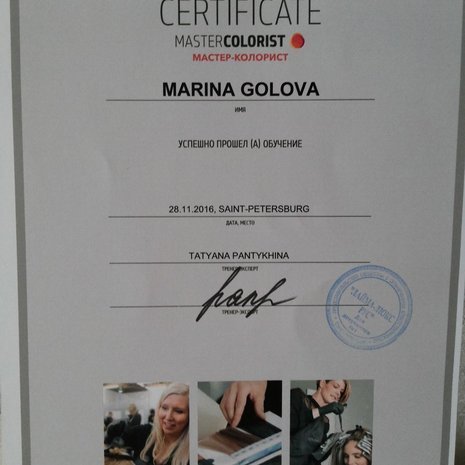 CERTIFICATE
MASTERCOLORIST
МАСТЕР-КОЛОРИСТ
MARINA GOLOVA
ИМЯ
УСПЕШНО ПРОШЕЛ (А) ОБУЧЕНИЕ
28.11.2016, SAINT-PETERSBURG
ДАТА, МЕСТО
TATYANA PANTYKHINA
ТРЕНЕР-ЭКСПЕРТ
ТРЕНЕР-ЭКСПЕРТ